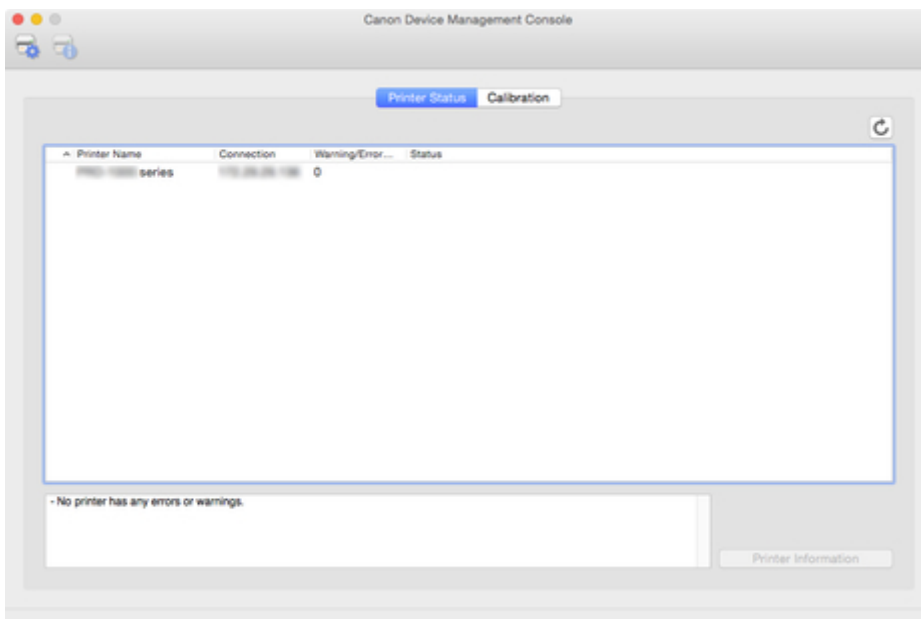 Canon Device Management Console
Printer Status Calibration
Printer Name Connection Warning/Error... Status
series 0
- No printer has any errors or warnings.
Printer Information